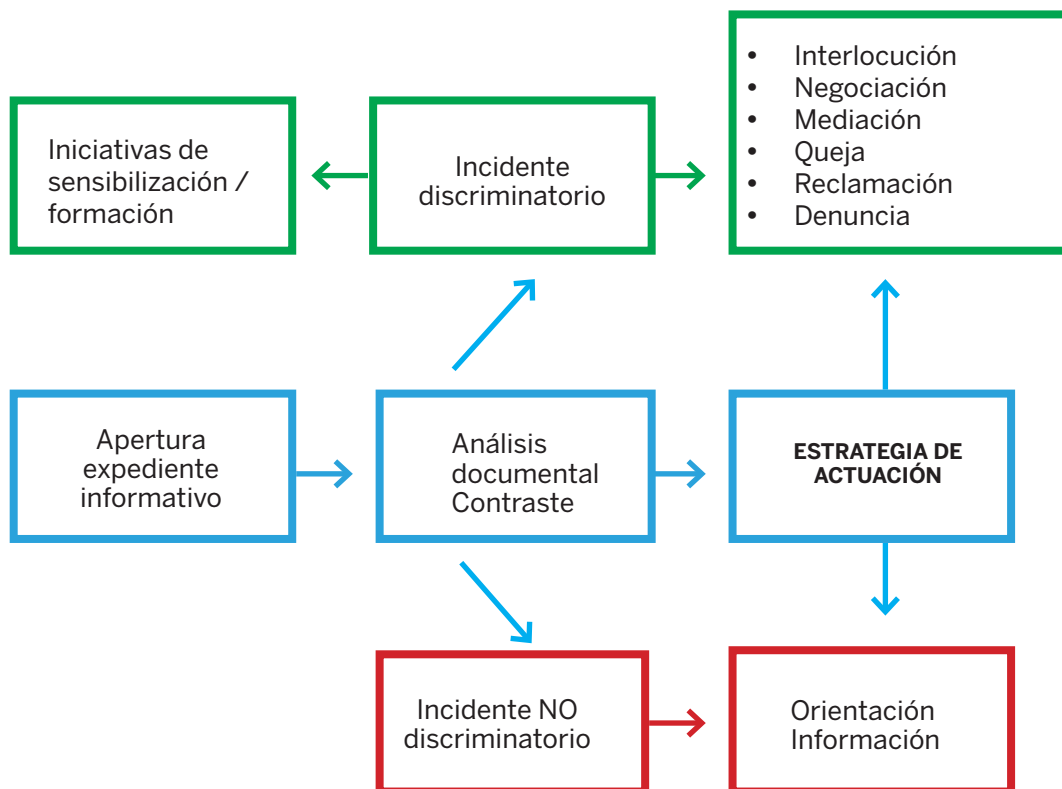 Iniciativas de
sensibilización /
formación
Incidente
discriminatorio
• Interlocución
• Negociación
• Mediación
• Queja
• Reclamación
• Denuncia
Apertura
expediente
informativo
Análisis
documental
Contraste
ESTRATEGIA DE
ACTUACIÓN
Incidente NO
discriminatorio
Orientación
Información